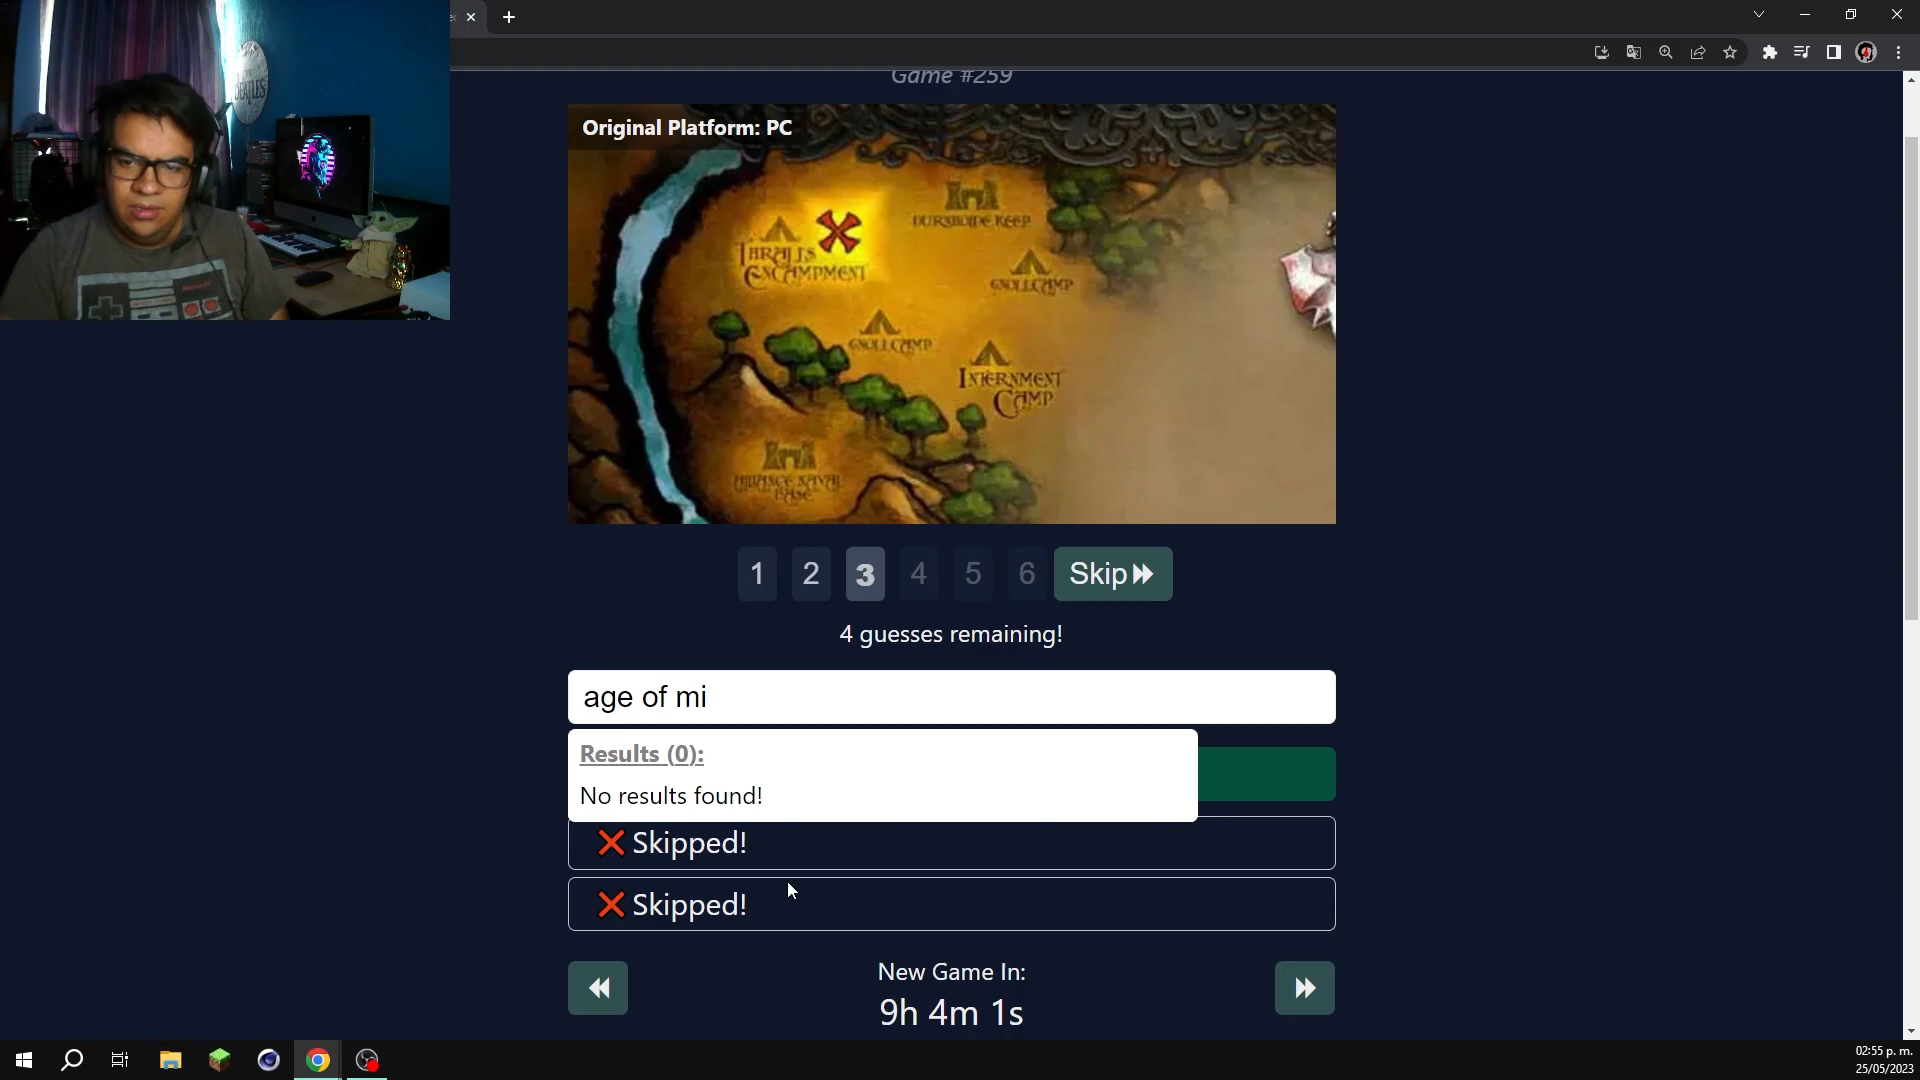 BEATLES
Game #259
Original Platform: PC
DURNHOLDE KEEP
THRALL'S
ENCAMPMENT
GNOLL CAMP
GNOLL CAMP
INTERNMENT
CAMP
ALLIANCE NAVAL
BASE
1 2 3 4 5 6 Skip
4 guesses remaining!
age of mi
Results (0):
No results found!
❌ Skipped!
❌ Skipped!
New Game In:
9h 4m 1s
02:55 p. m.
25/05/2023